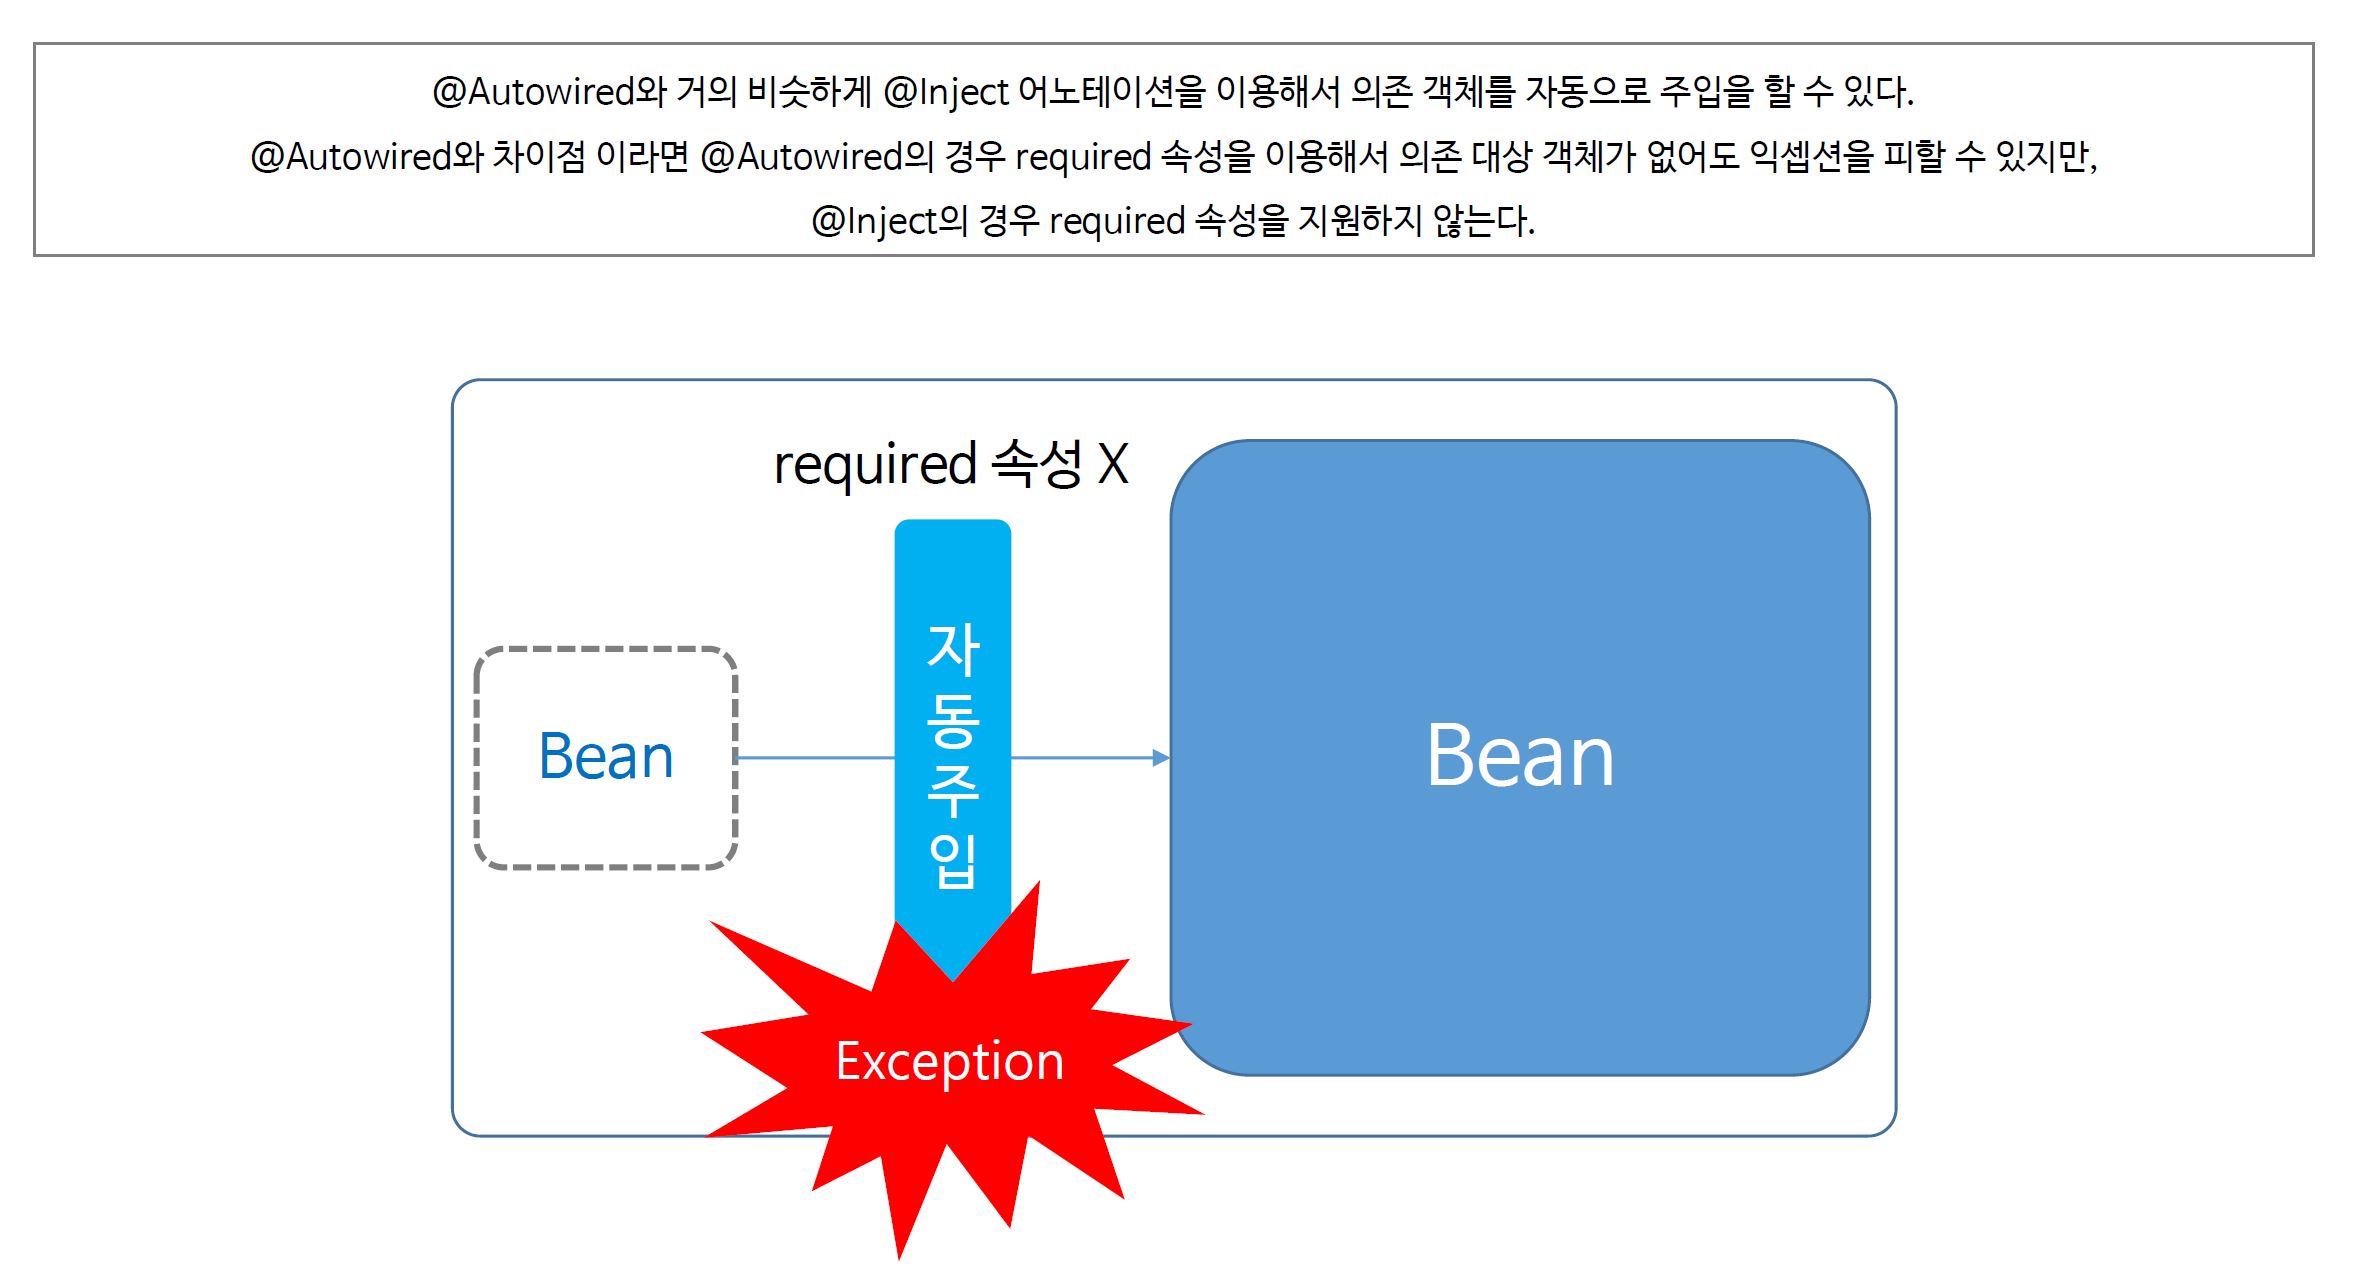 @Autowired와 거의 비슷하게 @Inject 어노테이션을 이용해서 의존 객체를 자동으로 주입을 할 수 있다.
@Autowired와 차이점 이라면 @Autowired의 경우 required 속성을 이용해서 의존 대상 객체가 없어도 익셉션을 피할 수 있지만,
@Inject의 경우 required 속성을 지원하지 않는다.
required 속성 X
Bean
자동주입
Bean
Exception